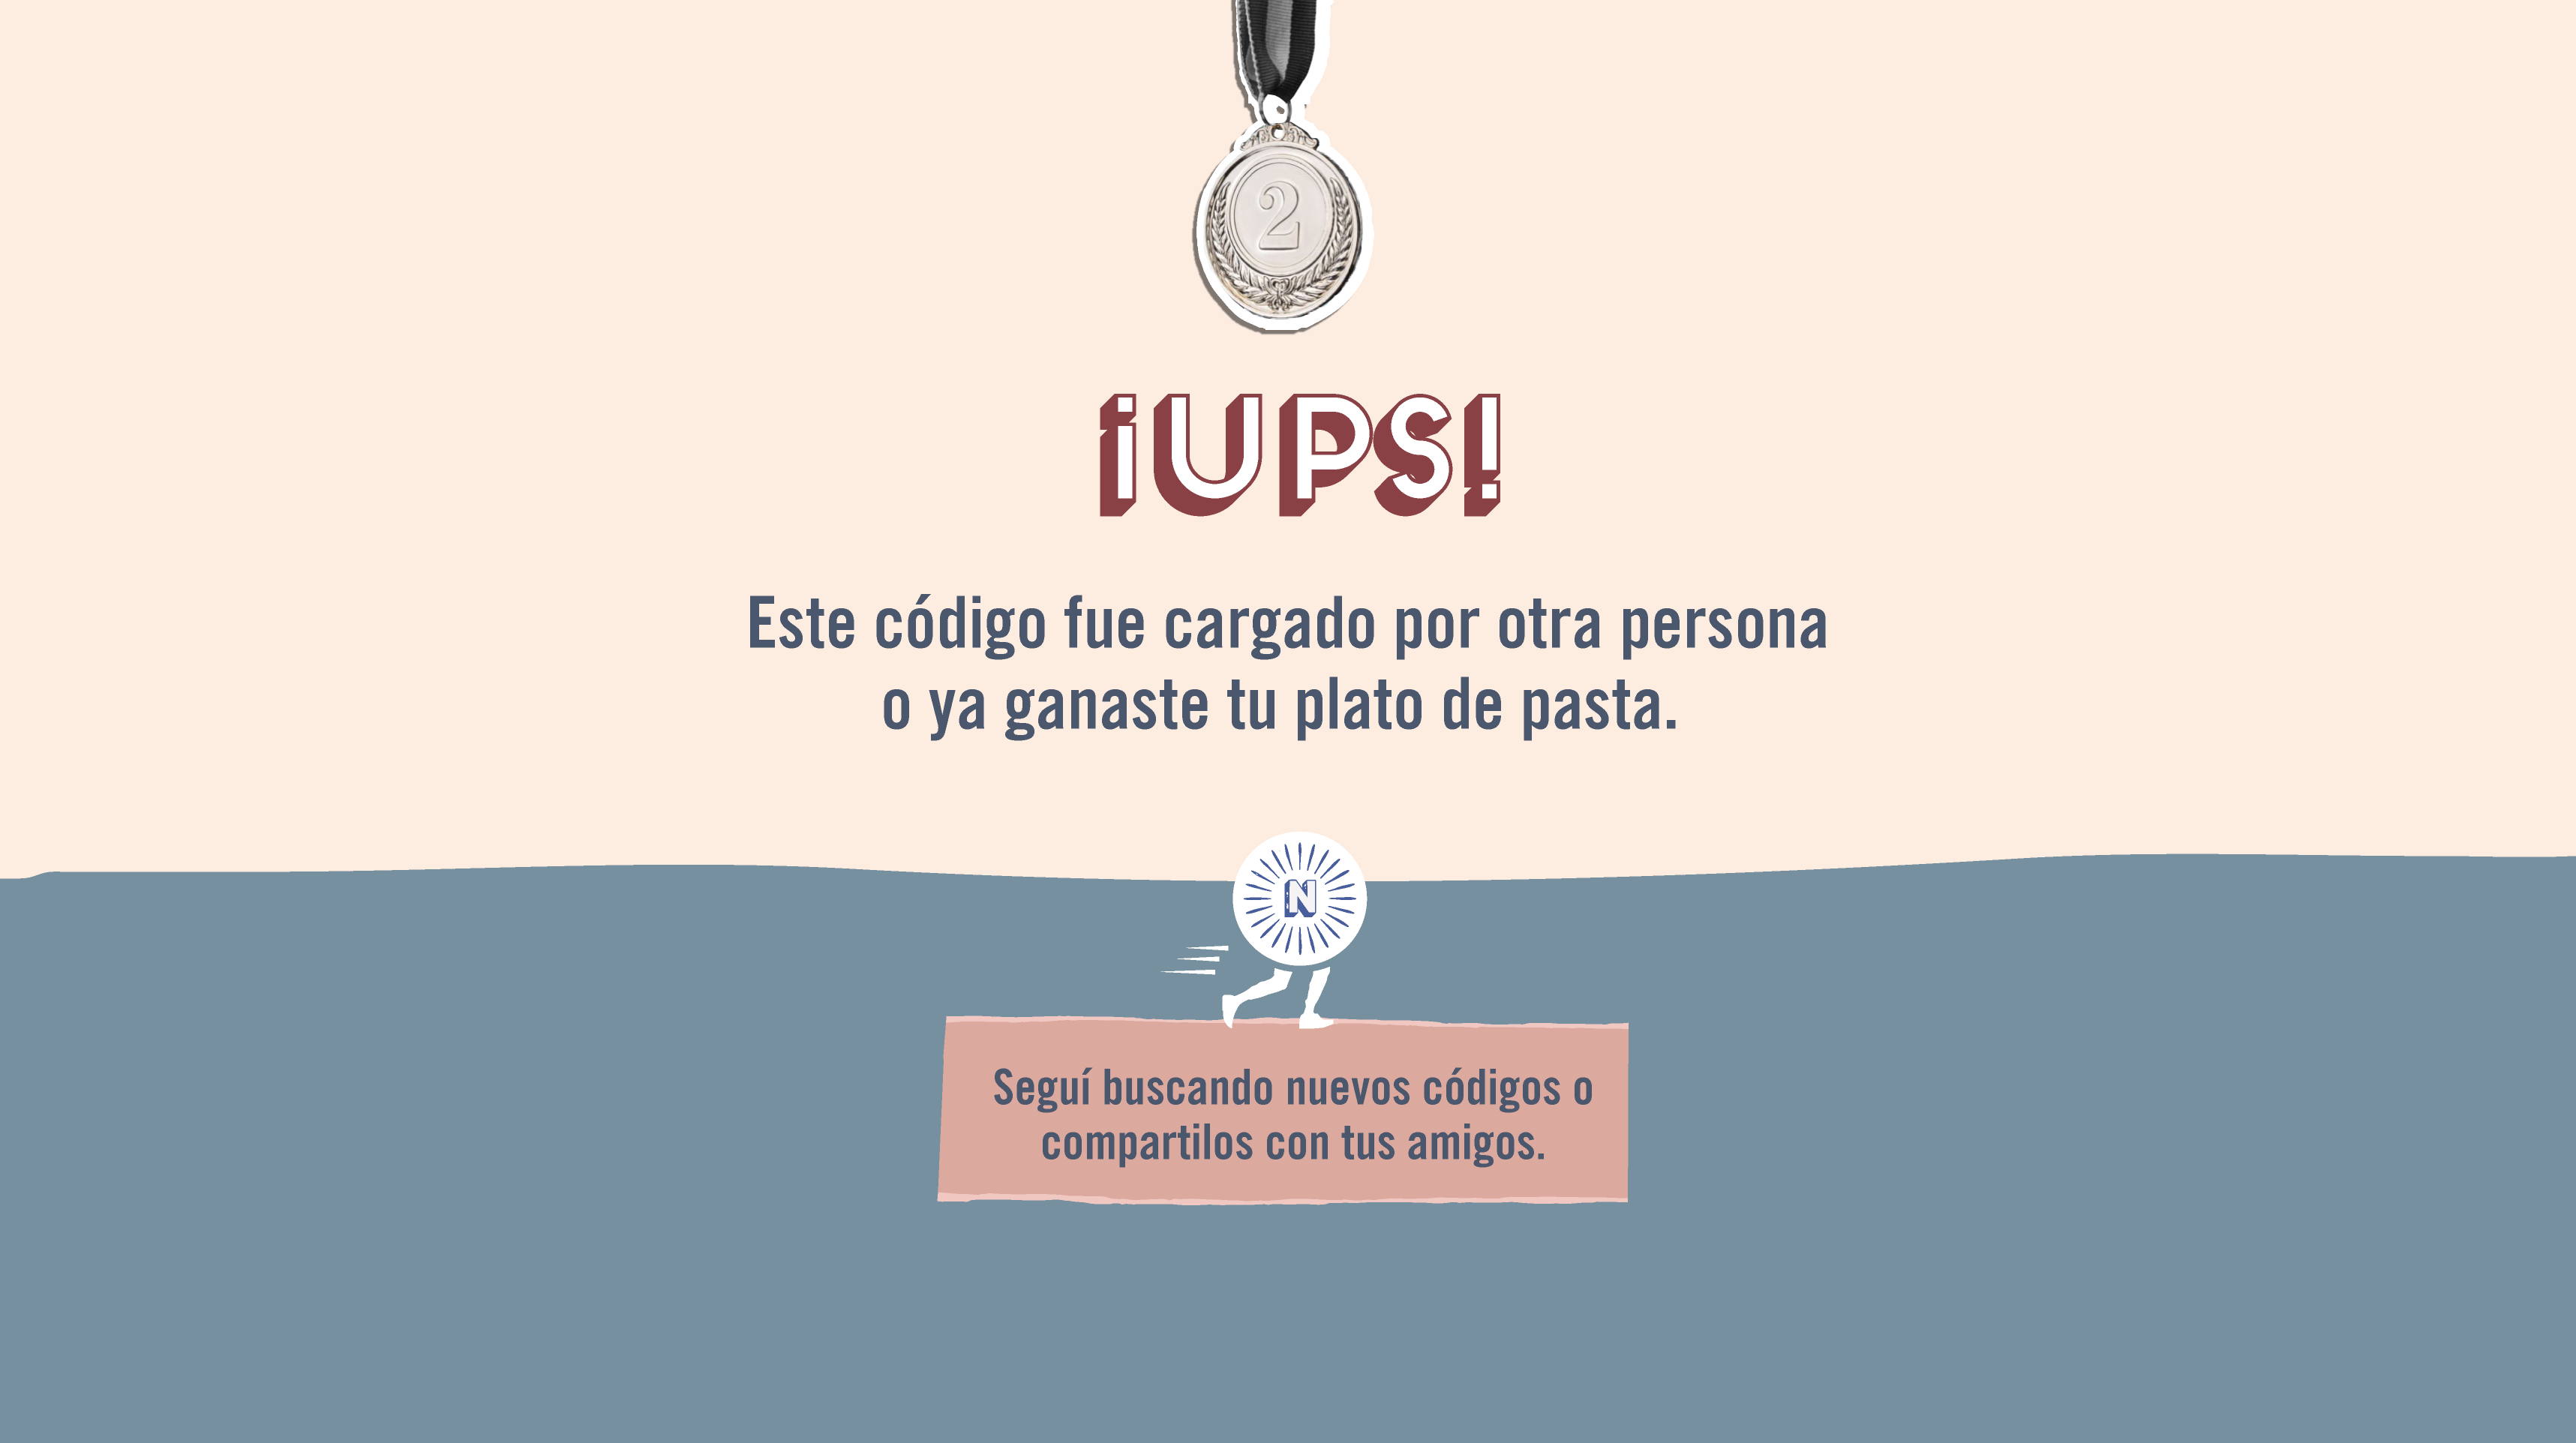 2
¡UPS!
Este código fue cargado por otra persona
o ya ganaste tu plato de pasta.
N
Seguí buscando nuevos códigos o
compartilos con tus amigos.